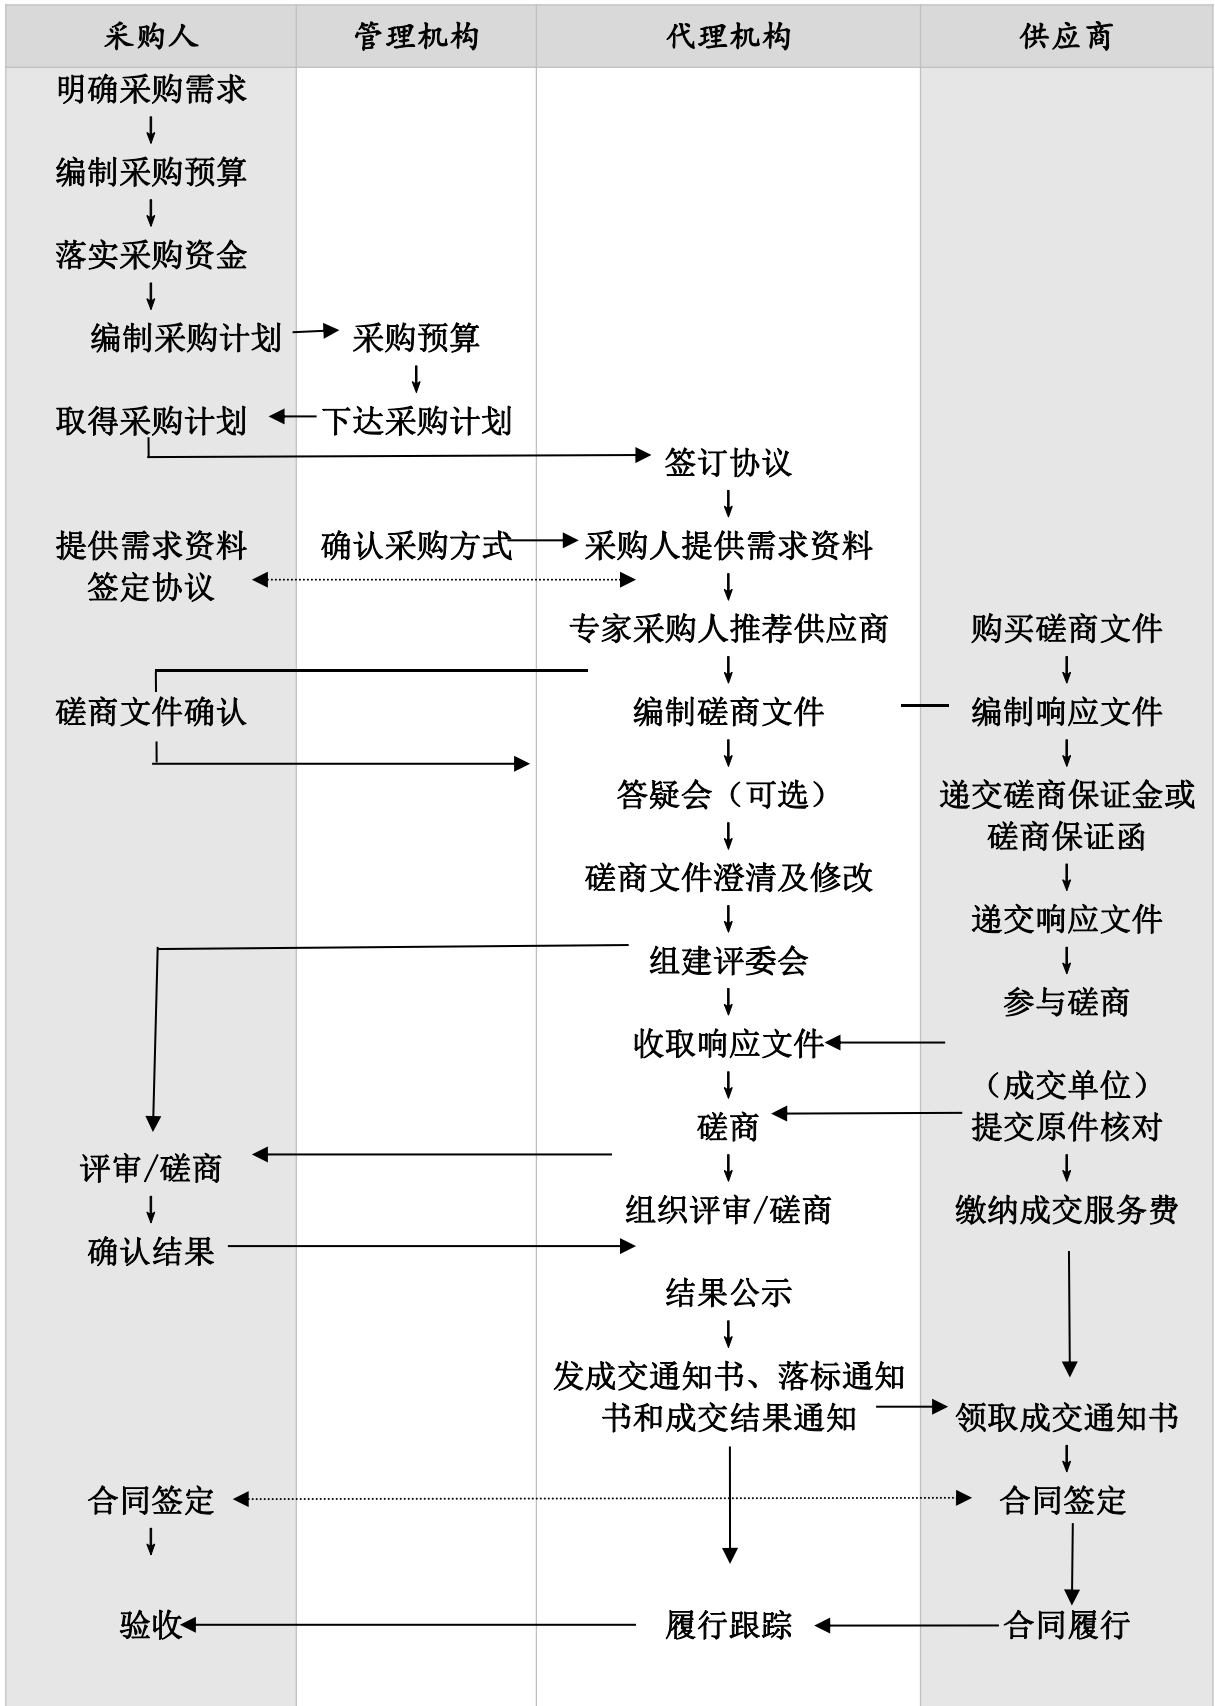 采购人 管理机构 代理机构 供应商
明确采购需求
编制采购预算
落实采购资金
编制采购计划 采购预算
取得采购计划 下达采购计划
签订协议
提供需求资料 确认采购方式 采购人提供需求资料
签定协议
专家采购人推荐供应商 购买磋商文件
磋商文件确认 编制磋商文件 编制响应文件
答疑会（可选） 递交磋商保证金或
磋商保证函
磋商文件澄清及修改
递交响应文件
组建评委会
参与磋商
收取响应文件
（成交单位）
磋商 提交原件核对
评审/磋商
组织评审/磋商 缴纳成交服务费
确认结果
结果公示
发成交通知书、落标通知
书和成交结果通知 领取成交通知书
合同签定 合同签定
验收 履行跟踪 合同履行